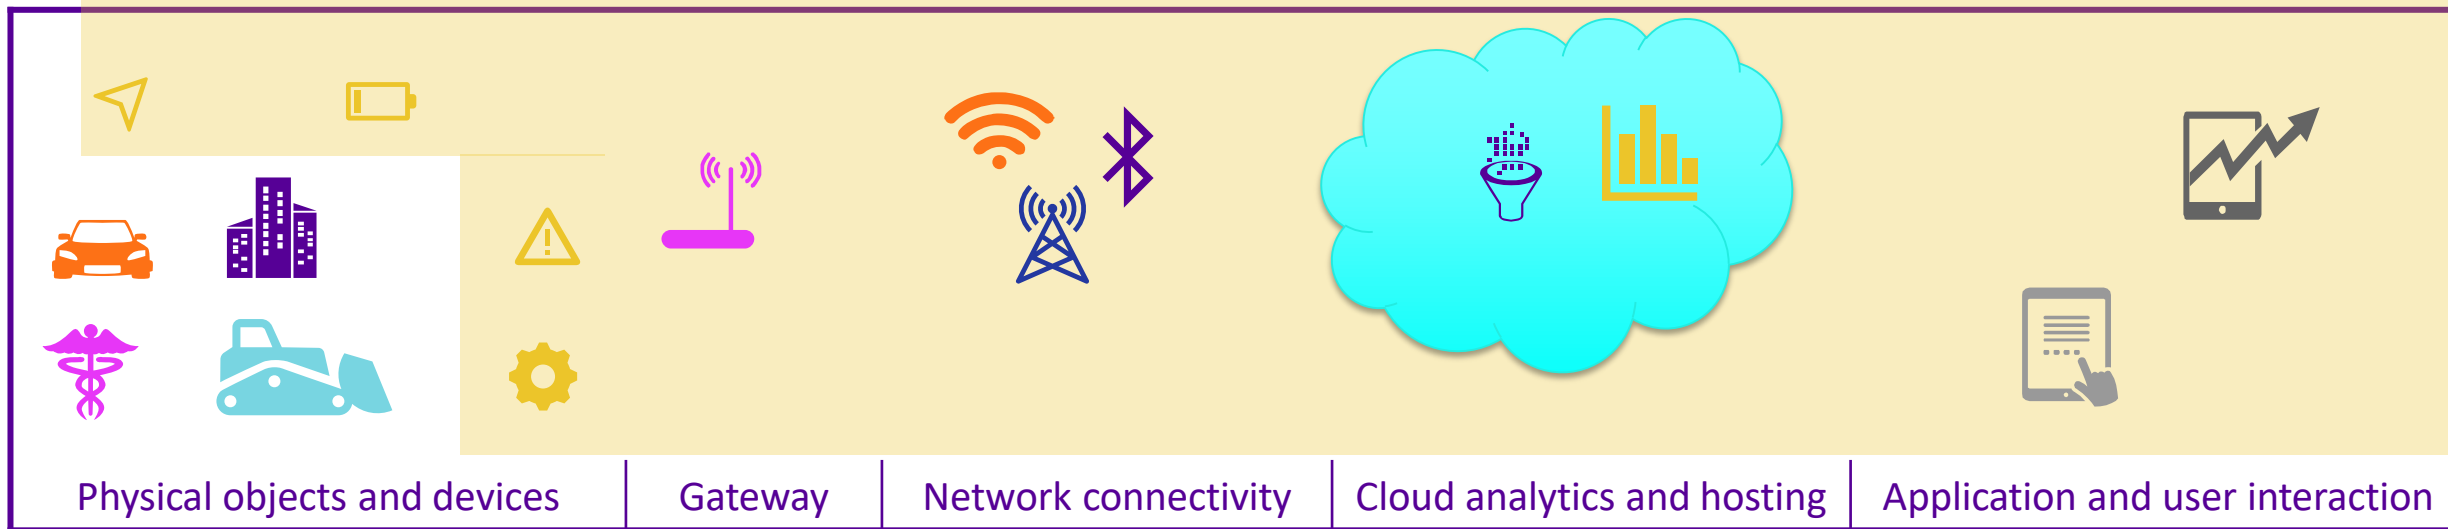 Physical objects and devices
Gateway
Network connectivity
Cloud analytics and hosting
Application and user interaction